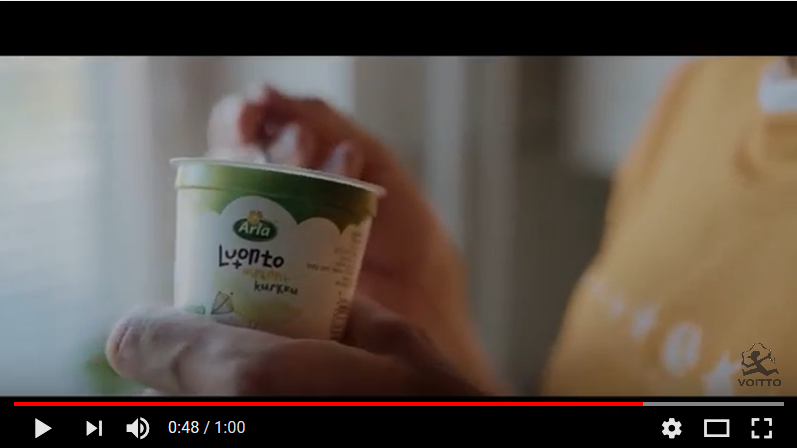 Arla
Luonto
+
kurkku
VOITTO
0:48 / 1:00